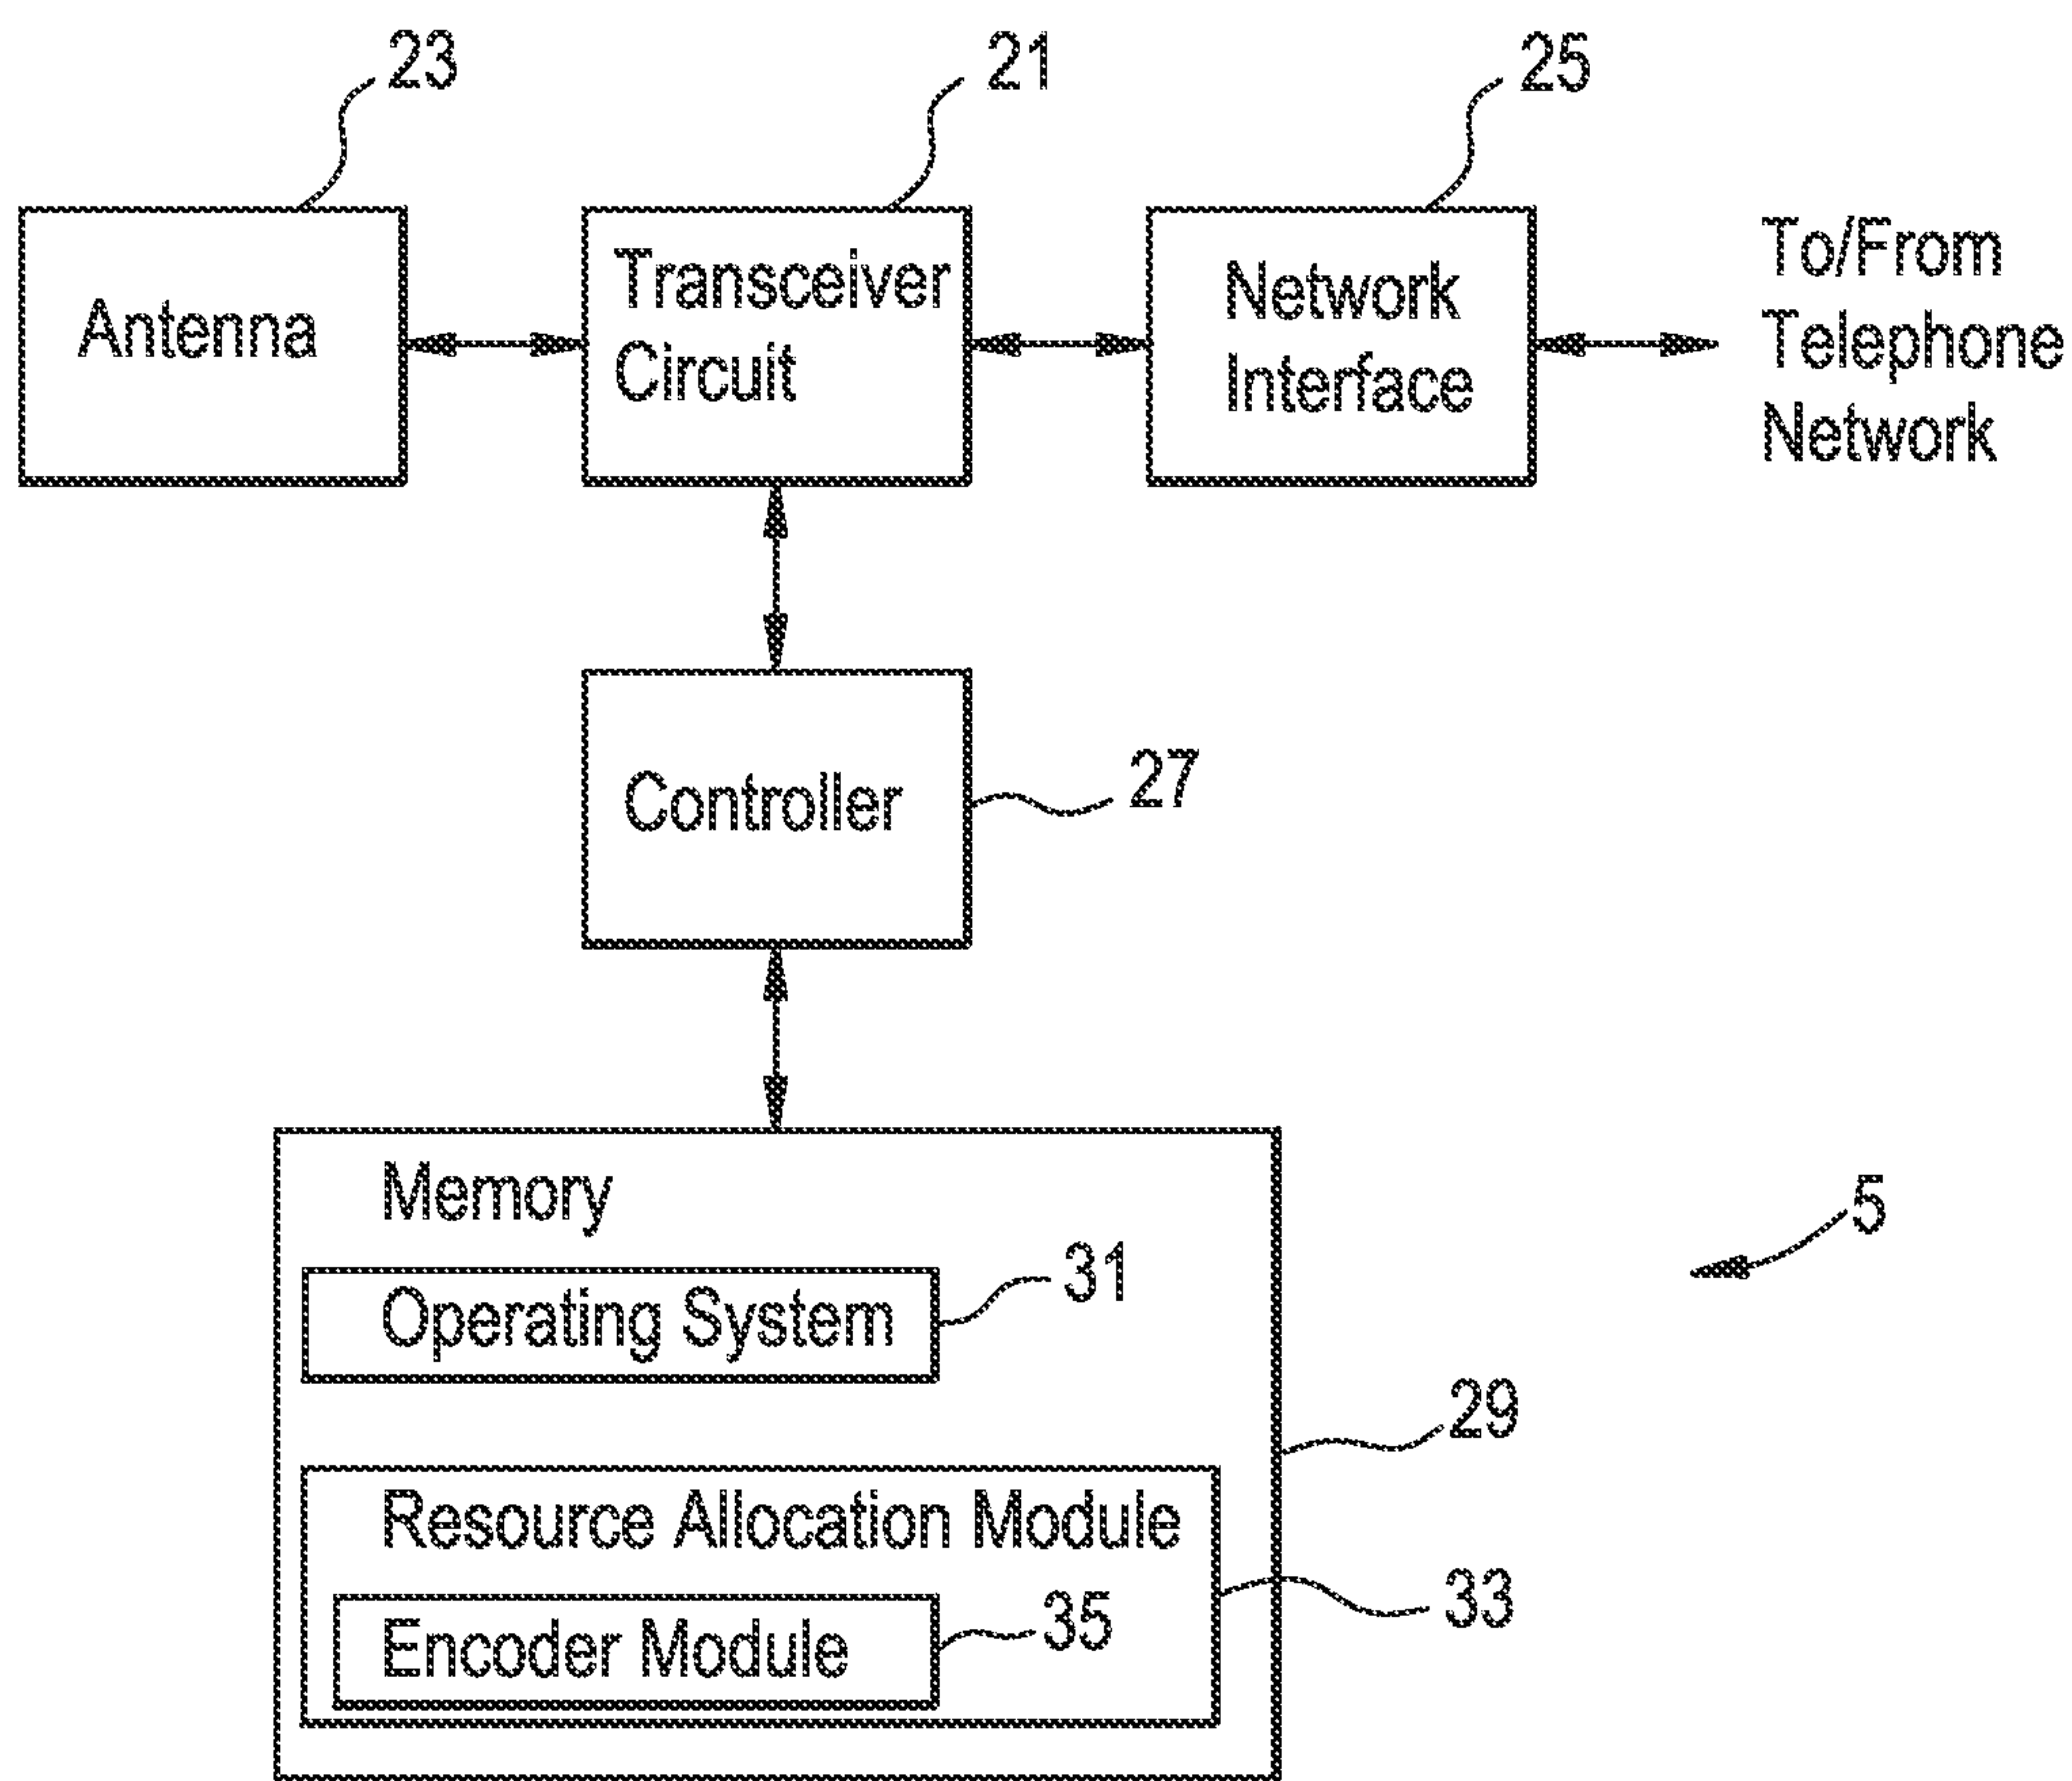 23
21
25
Antenna
Transceiver
Circuit
Network
Interface
To/From
Telephone
Network
Controller
27
Memory
Operating System
31
5
29
Resource Allocation Module
33
Encoder Module
35